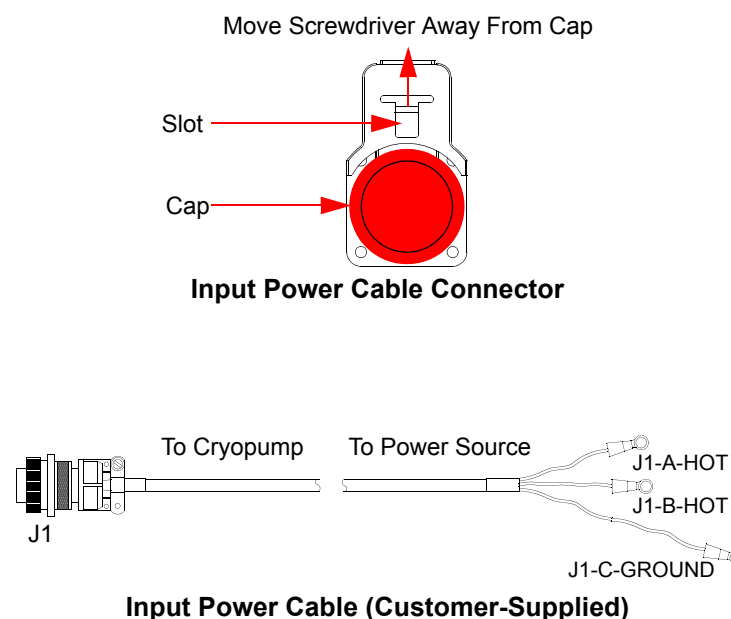 Move Screwdriver Away From Cap
Slot
Cap
Input Power Cable Connector
To Cryopump
To Power Source
J1-A-HOT
J1-B-HOT
J1
J1-C-GROUND
Input Power Cable (Customer-Supplied)